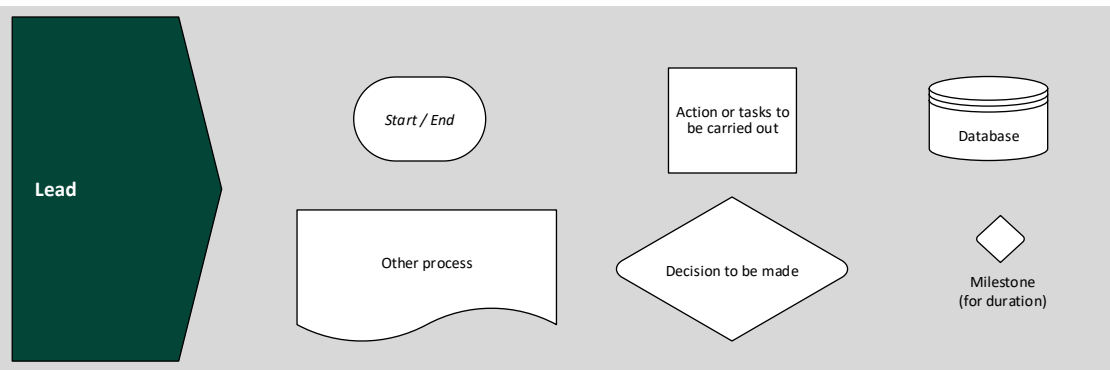 Lead
Start / End
Action or tasks to
be carried out
Database
Other process
Decision to be made
Milestone
(for duration)